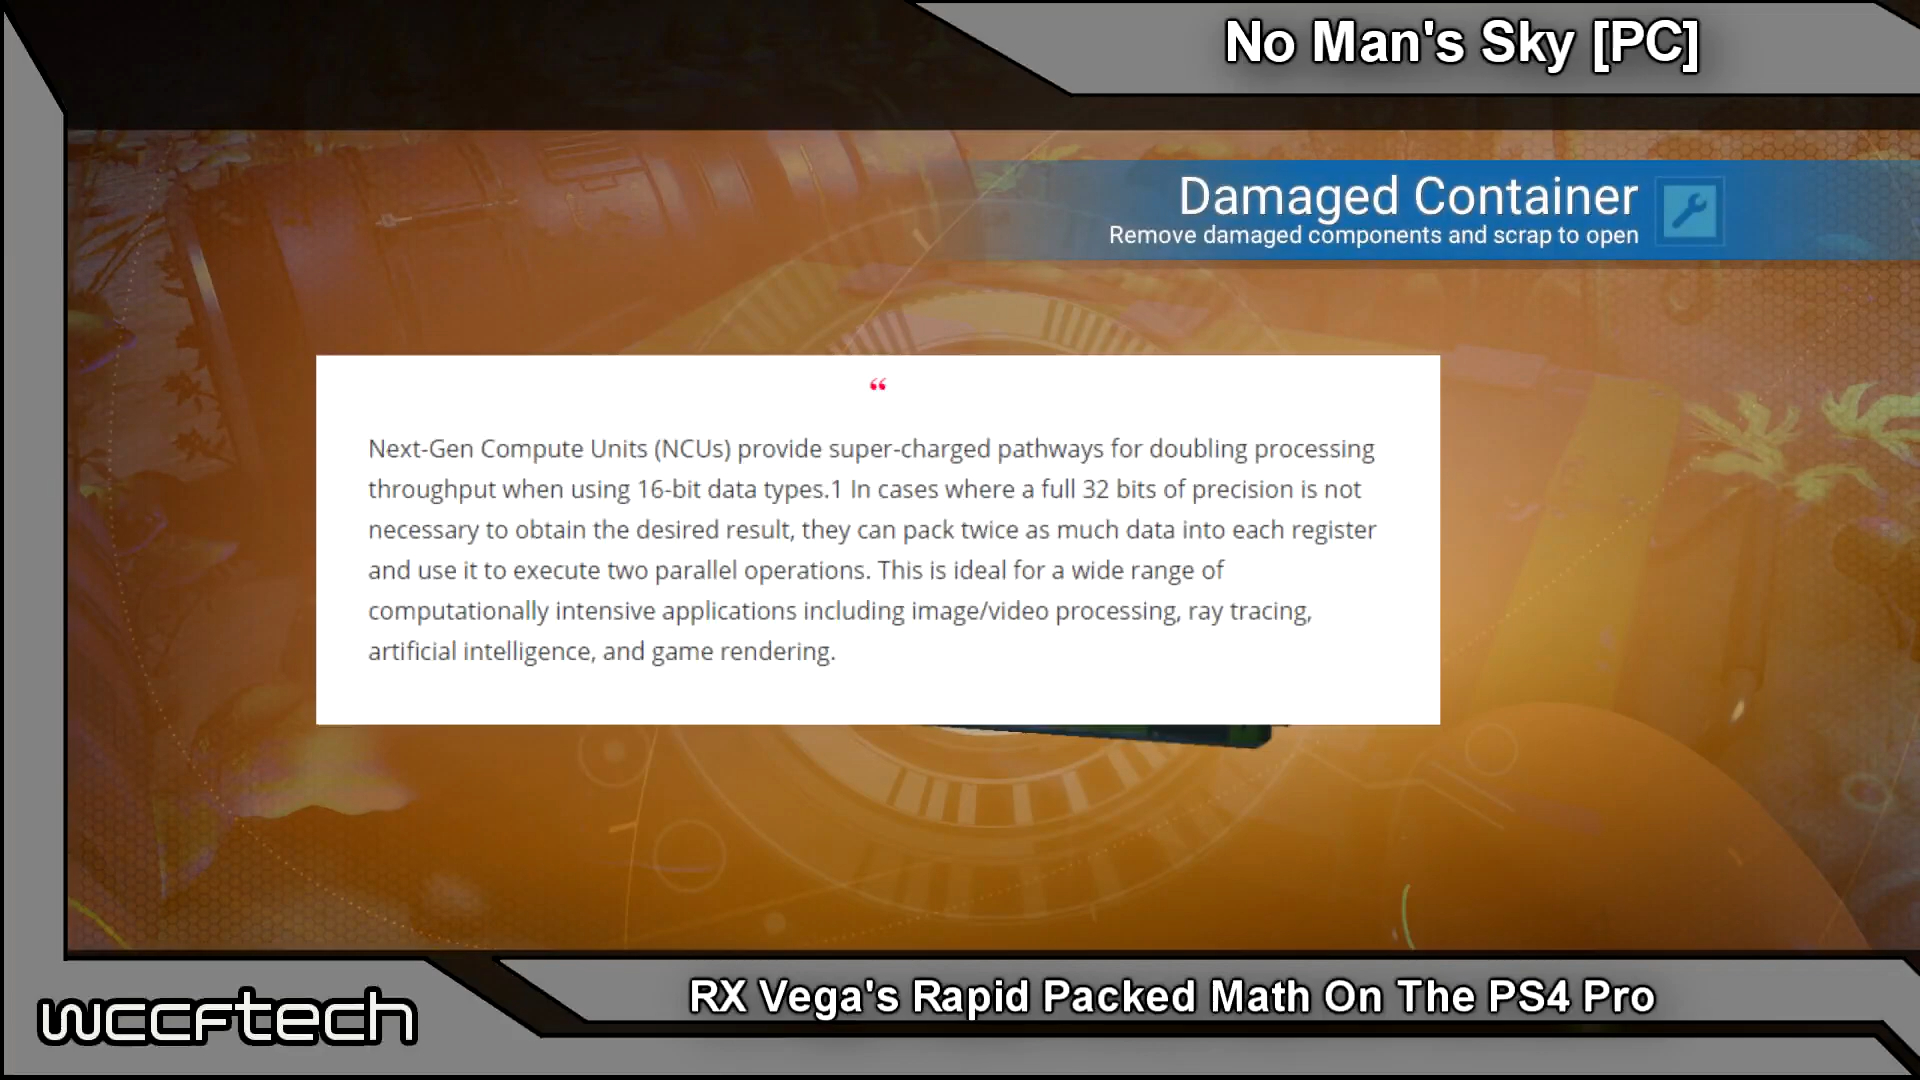 No Man's Sky [PC]
Damaged Container
Remove damaged components and scrap to open
“
Next-Gen Compute Units (NCUs) provide super-charged pathways for doubling processing
throughput when using 16-bit data types.1 In cases where a full 32 bits of precision is not
necessary to obtain the desired result, they can pack twice as much data into each register
and use it to execute two parallel operations. This is ideal for a wide range of
computationally intensive applications including image/video processing, ray tracing,
artificial intelligence, and game rendering.
RX Vega's Rapid Packed Math On The PS4 Pro
wccftech